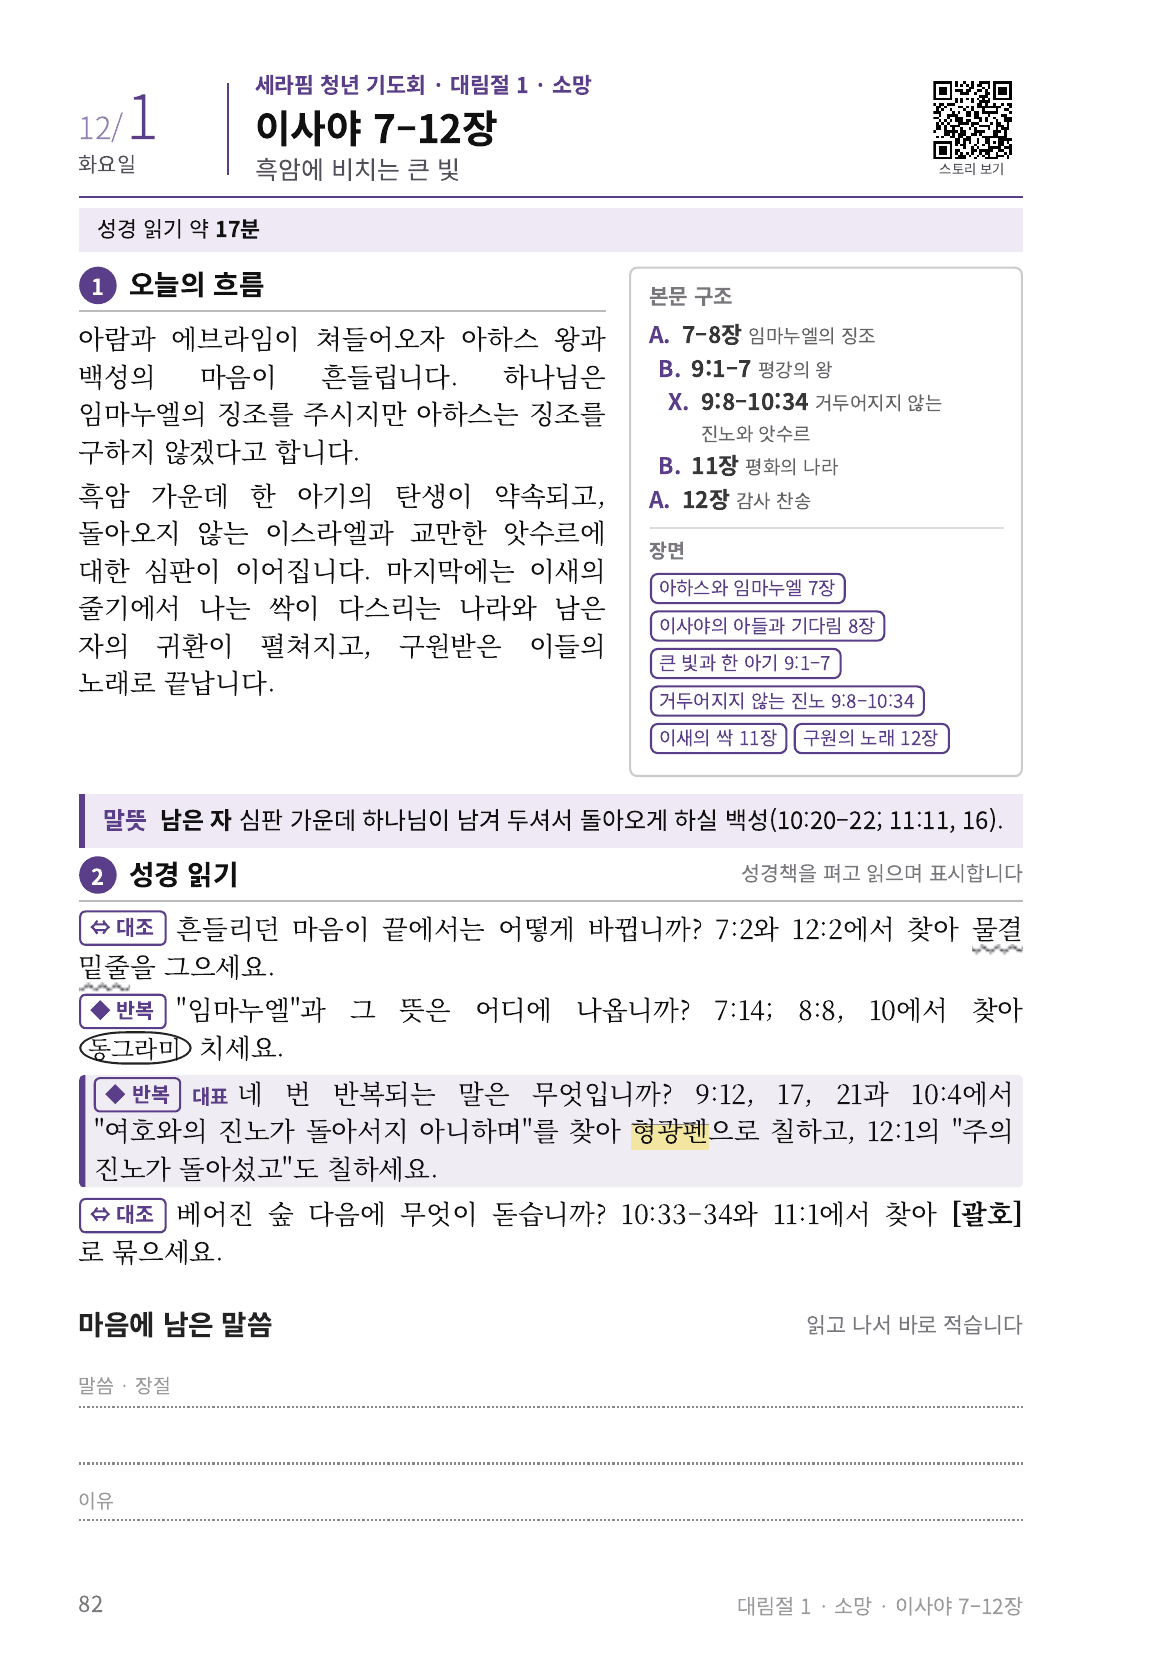 12/1
화요일
세라핌 청년 기도회 · 대림절 1 · 소망
이사야 7–12장
흑암에 비치는 큰 빛
스토리 보기
성경 읽기 약 17분
1 오늘의 흐름
아람과 에브라임이 쳐들어오자 아하스 왕과
백성의 마음이 흔들립니다. 하나님은
임마누엘의 징조를 주시지만 아하스는 징조를
구하지 않겠다고 합니다.
흑암 가운데 한 아기의 탄생이 약속되고,
돌아오지 않는 이스라엘과 교만한 앗수르에
대한 심판이 이어집니다. 마지막에는 이새의
줄기에서 나는 싹이 다스리는 나라와 남은
자의 귀환이 펼쳐지고, 구원받은 이들의
노래로 끝납니다.
본문 구조
A. 7–8장 임마누엘의 징조
B. 9:1–7 평강의 왕
X. 9:8–10:34 거두어지지 않는
진노와 앗수르
B. 11장 평화의 나라
A. 12장 감사 찬송
장면
아하스와 임마누엘 7장
이사야의 아들과 기다림 8장
큰 빛과 한 아기 9:1–7
거두어지지 않는 진노 9:8–10:34
이새의 싹 11장 구원의 노래 12장
말뜻 남은 자 심판 가운데 하나님이 남겨 두셔서 돌아오게 하실 백성(10:20–22; 11:11, 16).
2 성경 읽기
성경책을 펴고 읽으며 표시합니다
⇔ 대조 흔들리던 마음이 끝에서는 어떻게 바뀝니까? 7:2와 12:2에서 찾아 물결
밑줄을 그으세요.
◆ 반복 "임마누엘"과 그 뜻은 어디에 나옵니까? 7:14; 8:8, 10에서 찾아
동그라미 치세요.
◆ 반복 대표 네 번 반복되는 말은 무엇입니까? 9:12, 17, 21과 10:4에서
"여호와의 진노가 돌아서지 아니하며"를 찾아 형광펜으로 칠하고, 12:1의 "주의
진노가 돌아섰고"도 칠하세요.
⇔ 대조 베어진 숲 다음에 무엇이 돋습니까? 10:33–34와 11:1에서 찾아 [괄호]
로 묶으세요.
마음에 남은 말씀
읽고 나서 바로 적습니다
말씀 · 장절
이유
82
대림절 1 · 소망 · 이사야 7–12장